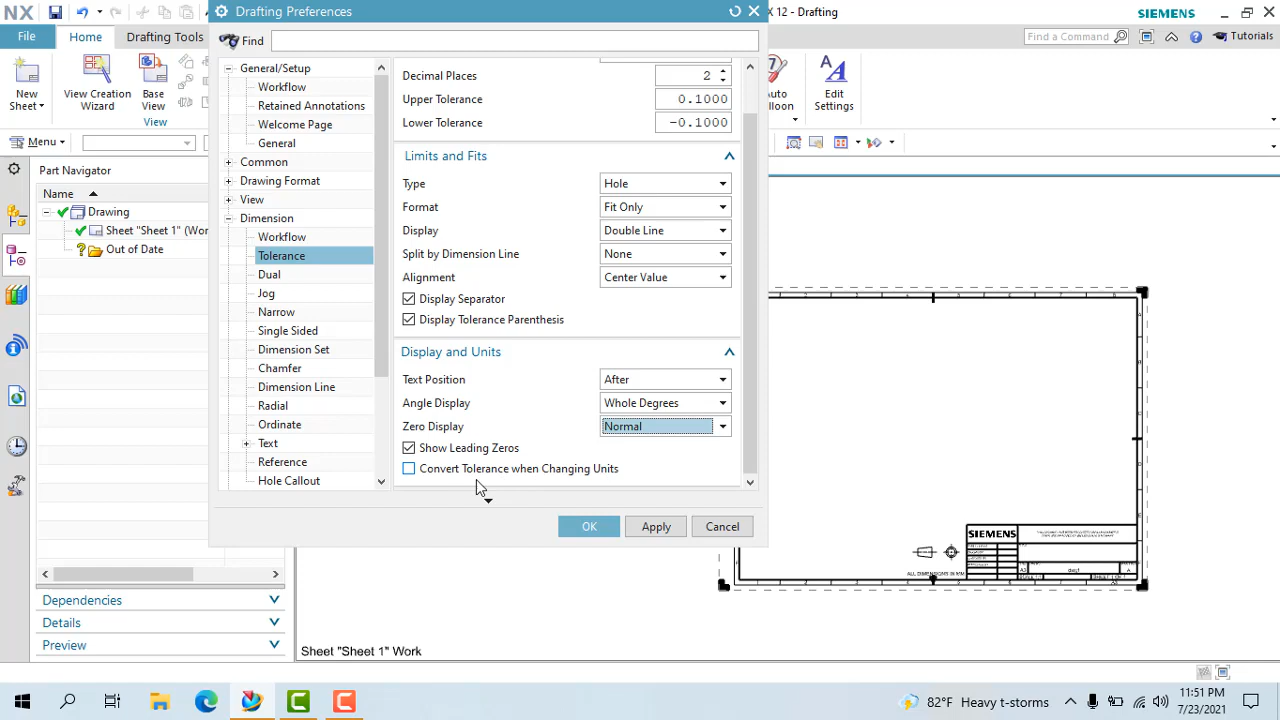 NX
Drafting Preferences
X 12 - Drafting
SIEMENS
File
Home
Drafting Tools
Find a Command
Tutorials
Find
New
Sheet
View Creation
Wizard
Base
View
View
Auto
alloon
Edit
Settings
Menu
Part Navigator
Name
Drawing
Sheet "Sheet 1" (Wor
Out of Date
General/Setup
Workflow
Retained Annotations
Welcome Page
General
Common
Drawing Format
View
Dimension
Workflow
Tolerance
Dual
Jog
Narrow
Single Sided
Dimension Set
Chamfer
Dimension Line
Radial
Ordinate
Text
Reference
Hole Callout
Decimal Places 2
Upper Tolerance 0.1000
Lower Tolerance -0.1000
Limits and Fits
Type Hole
Format Fit Only
Display Double Line
Split by Dimension Line None
Alignment Center Value
Display Separator
Display Tolerance Parenthesis
Display and Units
Text Position After
Angle Display Whole Degrees
Zero Display Normal
Show Leading Zeros
Convert Tolerance when Changing Units
OK Apply Cancel
SIEMENS
ALL DIMENSIONS IN MM
Dependencies
Details
Preview
Sheet "Sheet 1" Work
82°F Heavy t-storms
11:51 PM
7/23/2021